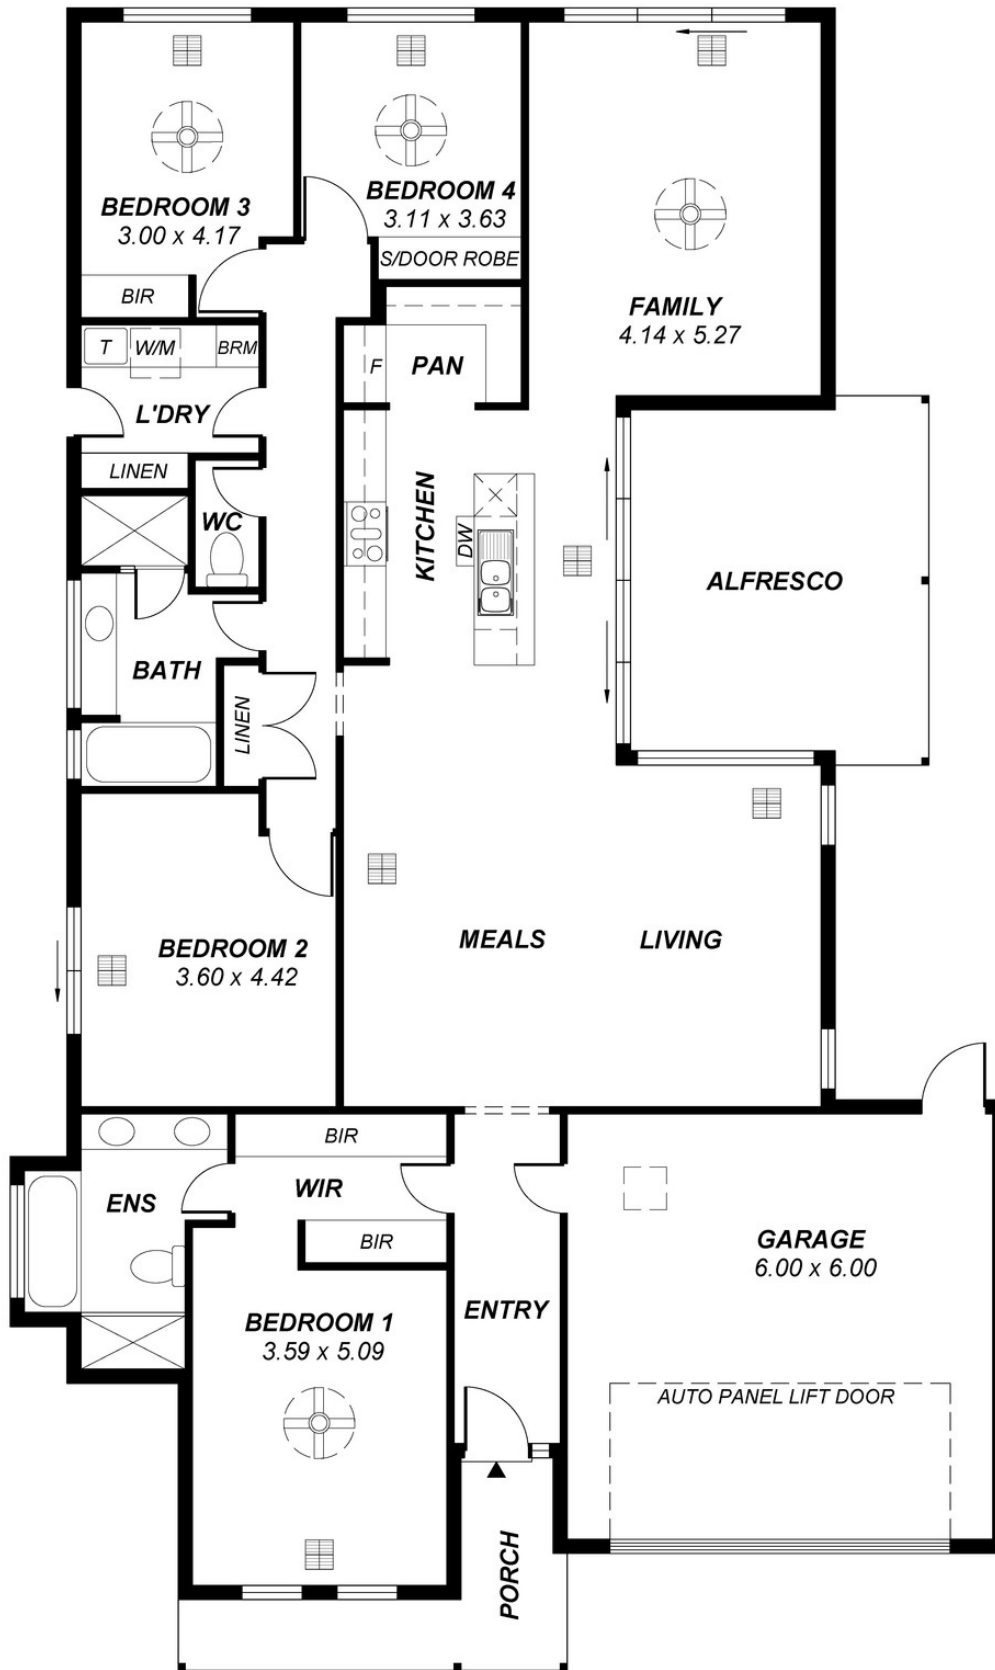 BEDROOM 3
3.00 x 4.17
BIR
BEDROOM 4
3.11 x 3.63
S/DOOR ROBE
FAMILY
4.14 x 5.27
T
W/M
BRM
L'DRY
LINEN
F
PAN
WC
KITCHEN
DW
ALFRESCO
BATH
LINEN
BEDROOM 2
3.60 x 4.42
MEALS
LIVING
BIR
ENS
WIR
BIR
GARAGE
6.00 x 6.00
ENTRY
BEDROOM 1
3.59 x 5.09
AUTO PANEL LIFT DOOR
PORCH